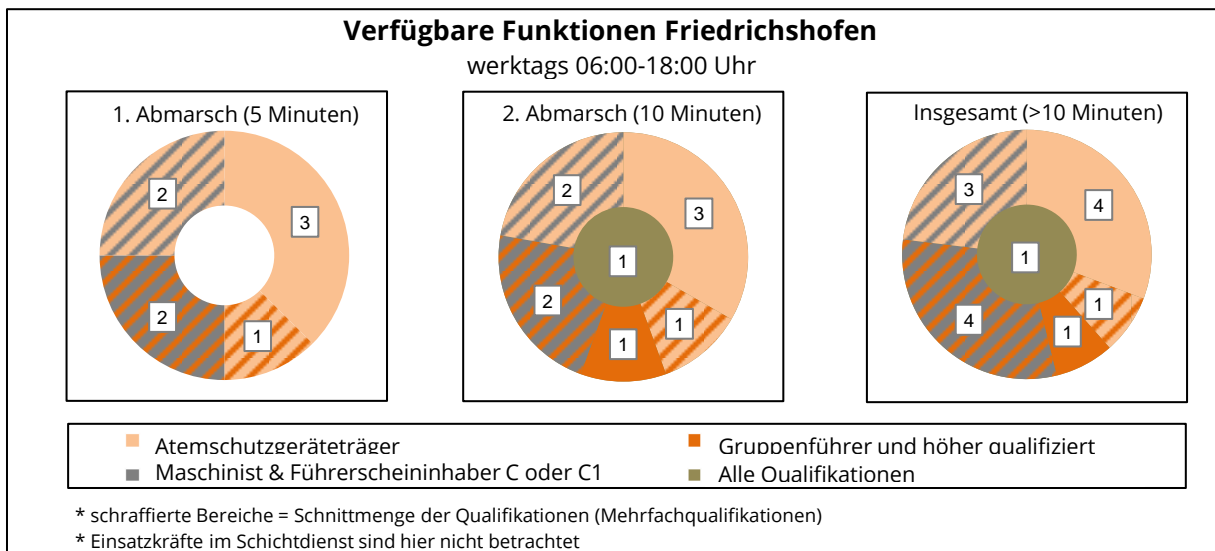 Verfügbare Funktionen Friedrichshofen
werktags 06:00-18:00 Uhr
1. Abmarsch (5 Minuten)
2
3
2
1
2. Abmarsch (10 Minuten)
2
3
1
2
1
1
Insgesamt (>10 Minuten)
3
4
1
4
1
1
Atemschutzgeräteträger
Gruppenführer und höher qualifiziert
Maschinist & Führerscheininhaber C oder C1
Alle Qualifikationen
* schraffierte Bereiche = Schnittmenge der Qualifikationen (Mehrfachqualifikationen)
* Einsatzkräfte im Schichtdienst sind hier nicht betrachtet